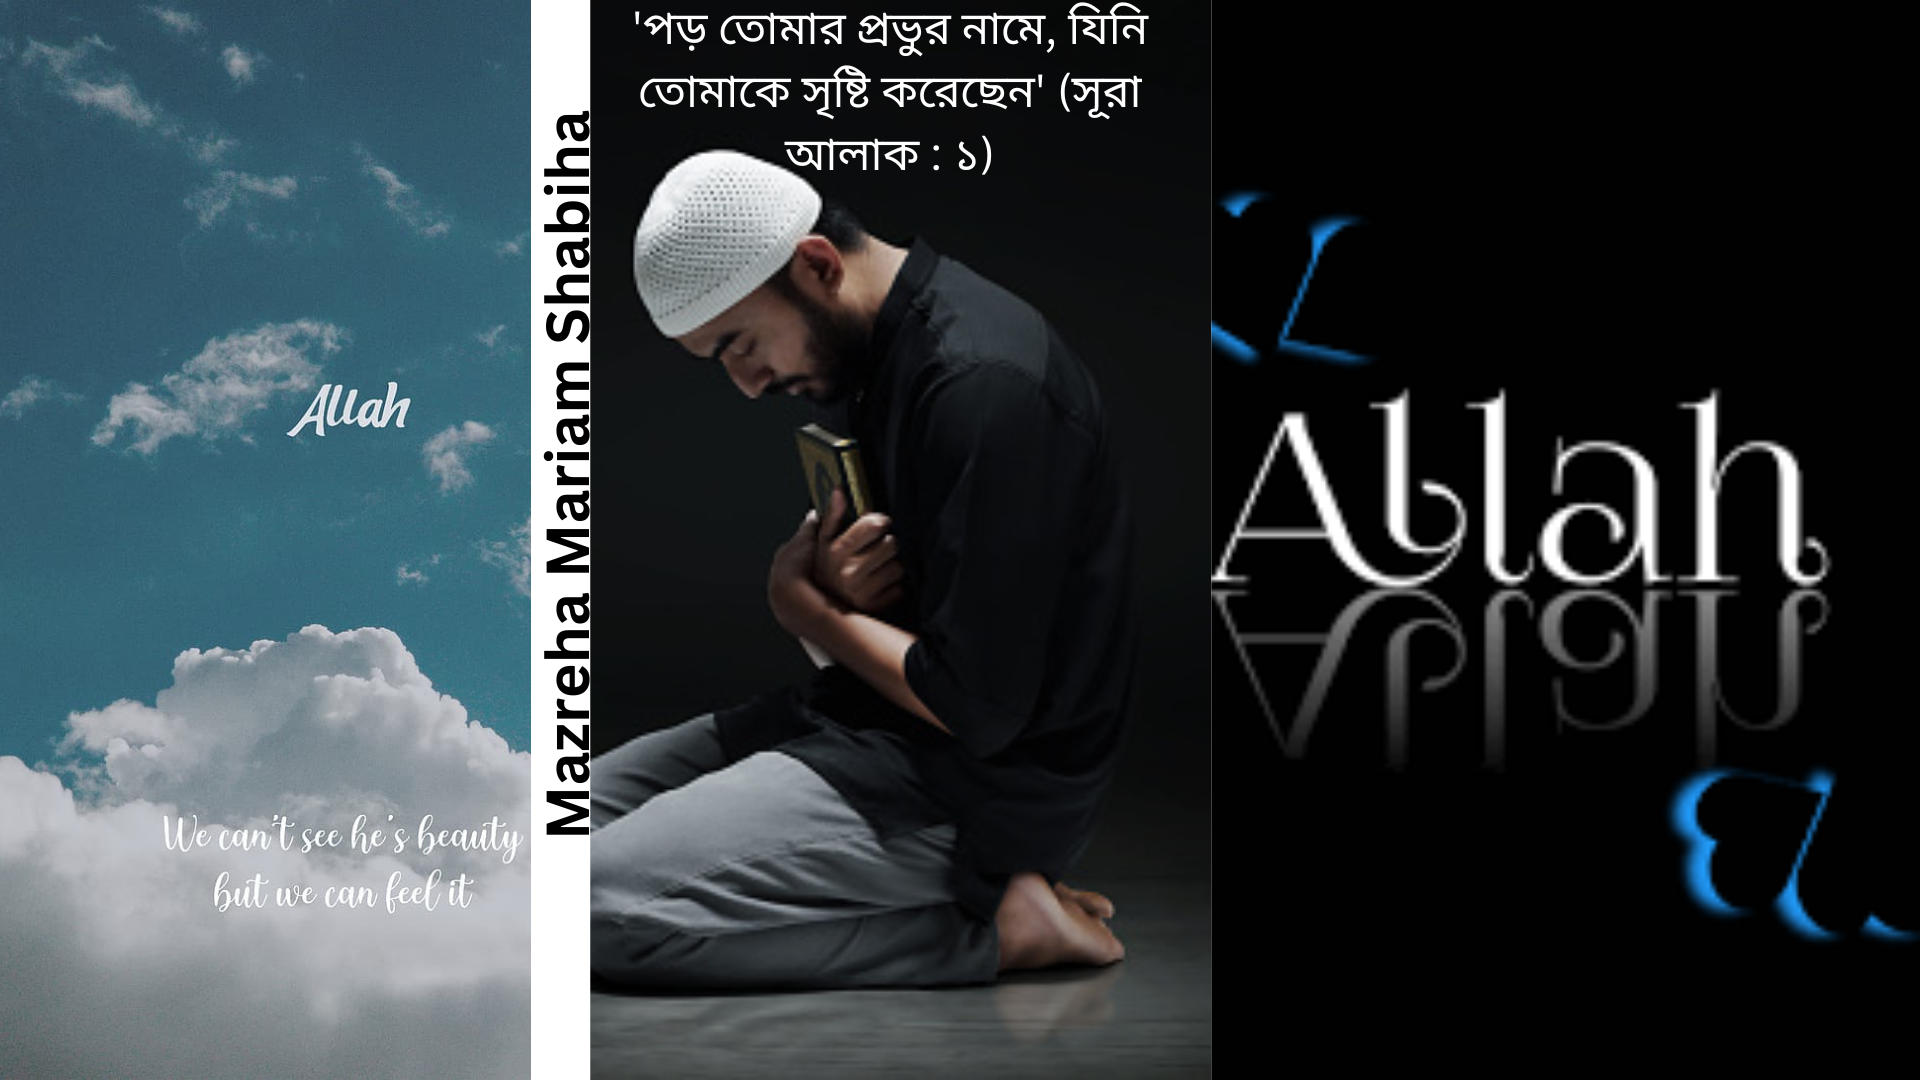 Allah
We can't see he's beauty
but we can feel it
Mazreha Mariam Shabiha
'পড় তোমার প্রভুর নামে, যিনি
তোমাকে সৃষ্টি করেছেন' (সূরা
আলাক : ১)
Allah